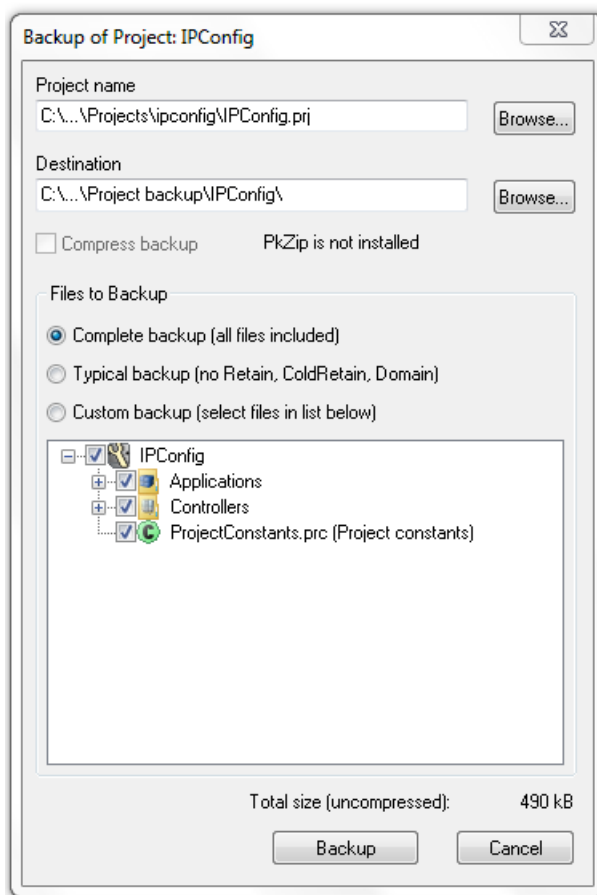 Backup of Project: IPConfig
Project name
C:\...\Projects\ipconfig\IPConfig.prj
Browse...
Destination
C:\...\Project backup\IPConfig\
Browse...
Compress backup PkZip is not installed
Files to Backup
Complete backup (all files included)
Typical backup (no Retain, ColdRetain, Domain)
Custom backup (select files in list below)
IPConfig
Applications
Controllers
C ProjectConstants.prc (Project constants)
Total size (uncompressed): 490 kB
Backup Cancel